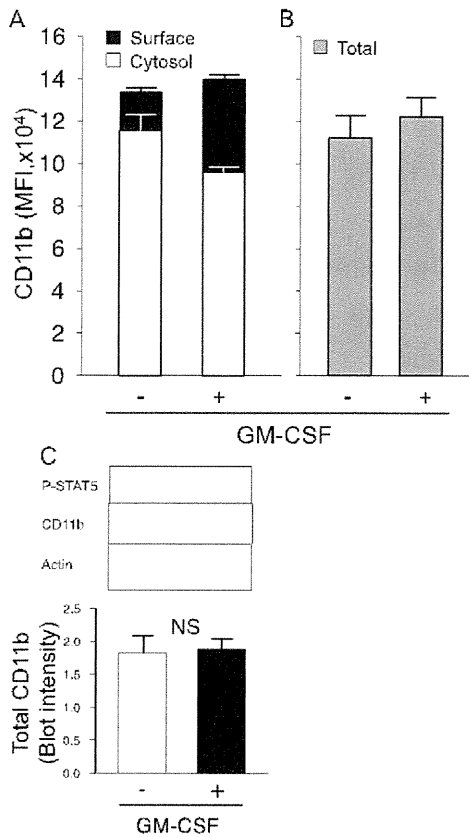 A
Surface
Cytosol
B
Total
CD11b (MFI,x10⁴)
16
14
12
10
8
6
4
2
0
- + - +
GM-CSF
C
P-STAT5
CD11b
Actin
Total CD11b
(Blot intensity)
2.5
2.0
1.5
1.0
0.5
0.0
NS
- +
GM-CSF